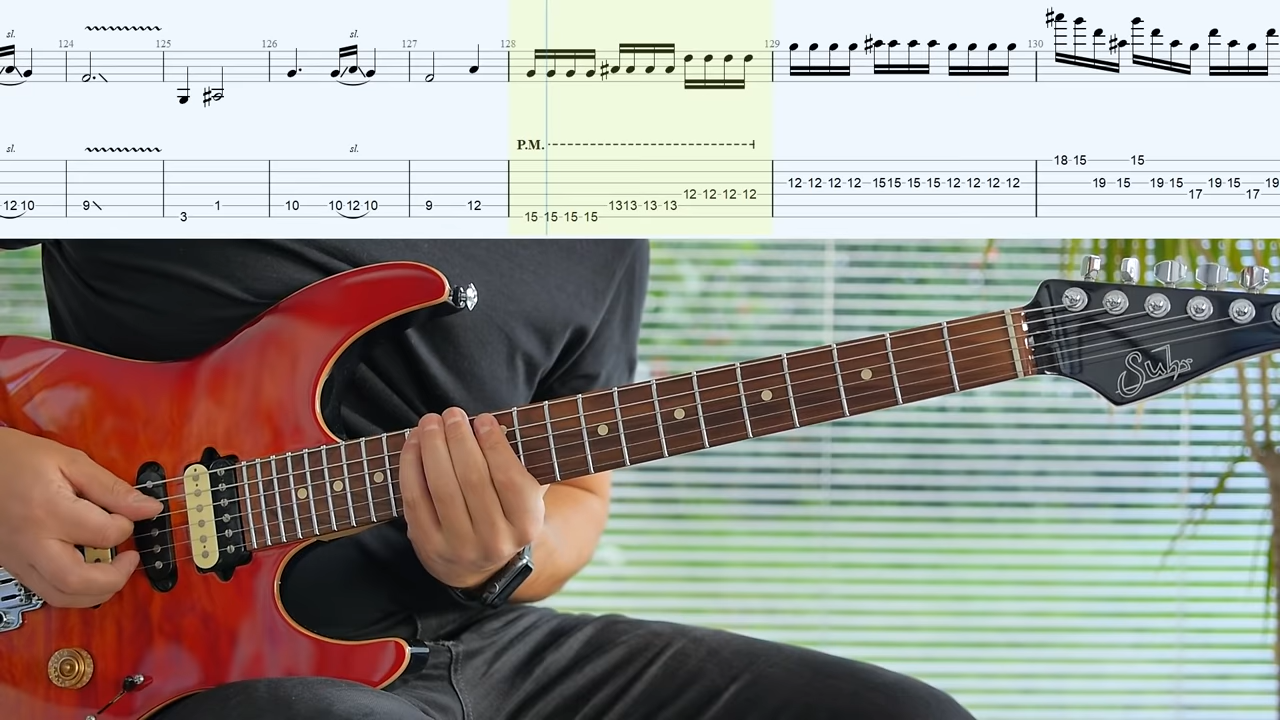 sl. sl.
124 125 126 127 128 129 130
sl. sl. P.M.
18 15 15
12 12 12 12 15 15 15 15 12 12 12 12 19 15 19 15 19 15 19
12 12 12 12 17 17
12 10 9 1 10 10 12 10 9 12 13 13 13 13
3 15 15 15 15
Suhr